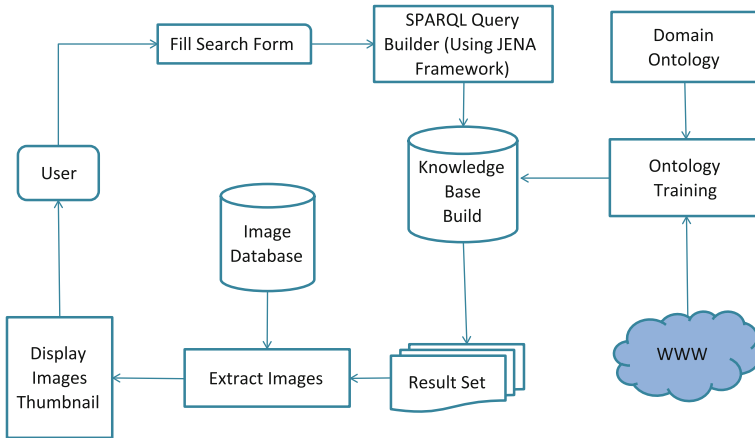 Fill Search Form
SPARQL Query
Builder (Using JENA
Framework)
Domain
Ontology
User
Knowledge
Base
Build
Ontology
Training
Image
Database
WWW
Display
Images
Thumbnail
Extract Images
Result Set